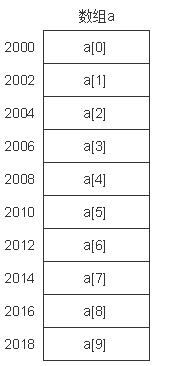 数组a
2000 a[0]
2002 a[1]
2004 a[2]
2006 a[3]
2008 a[4]
2010 a[5]
2012 a[6]
2014 a[7]
2016 a[8]
2018 a[9]